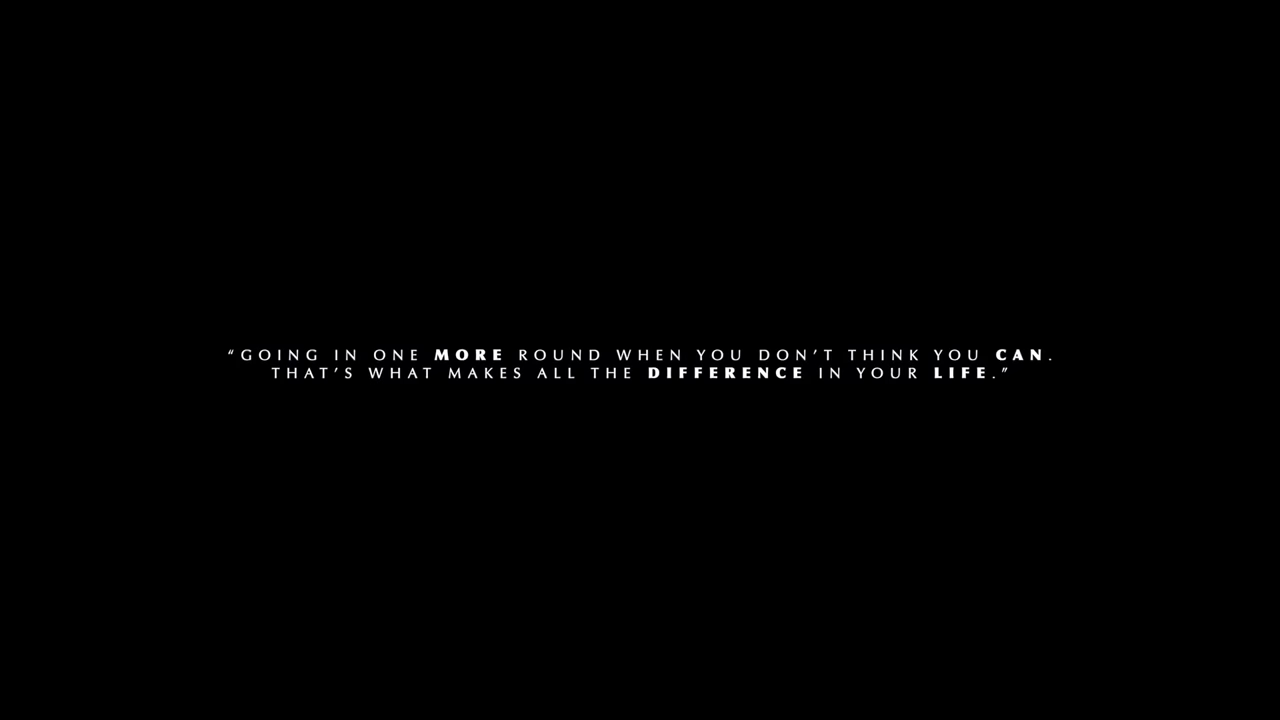 “GOING IN ONE MORE ROUND WHEN YOU DON’T THINK YOU CAN.
THAT’S WHAT MAKES ALL THE DIFFERENCE IN YOUR LIFE.”